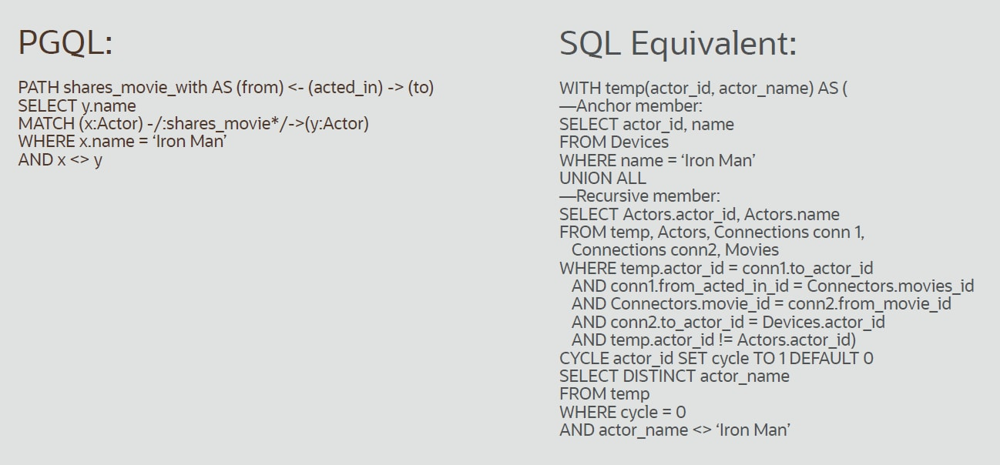 PGQL:
PATH shares_movie_with AS (from) <- (acted_in) -> (to)
SELECT y.name
MATCH (x:Actor) -/:shares_movie*/->(y:Actor)
WHERE x.name = ‘Iron Man’
AND x <> y
SQL Equivalent:
WITH temp(actor_id, actor_name) AS (
—Anchor member:
SELECT actor_id, name
FROM Devices
WHERE name = ‘Iron Man’
UNION ALL
—Recursive member:
SELECT Actors.actor_id, Actors.name
FROM temp, Actors, Connections conn 1,
Connections conn2, Movies
WHERE temp.actor_id = conn1.to_actor_id
AND conn1.from_acted_in_id = Connectors.movies_id
AND Connectors.movie_id = conn2.from_movie_id
AND conn2.to_actor_id = Devices.actor_id
AND temp.actor_id != Actors.actor_id)
CYCLE actor_id SET cycle TO 1 DEFAULT 0
SELECT DISTINCT actor_name
FROM temp
WHERE cycle = 0
AND actor_name <> ‘Iron Man’